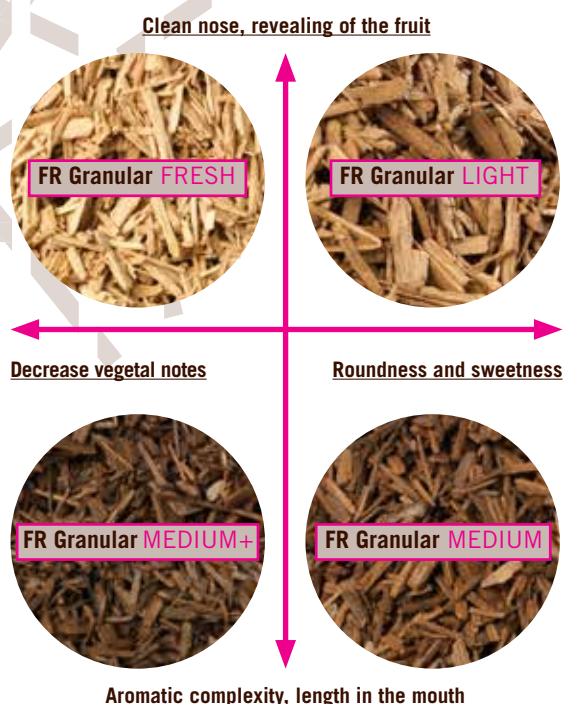 Clean nose, revealing of the fruit
FR Granular FRESH
FR Granular LIGHT
Decrease vegetal notes
Roundness and sweetness
FR Granular MEDIUM+
FR Granular MEDIUM
Aromatic complexity, length in the mouth